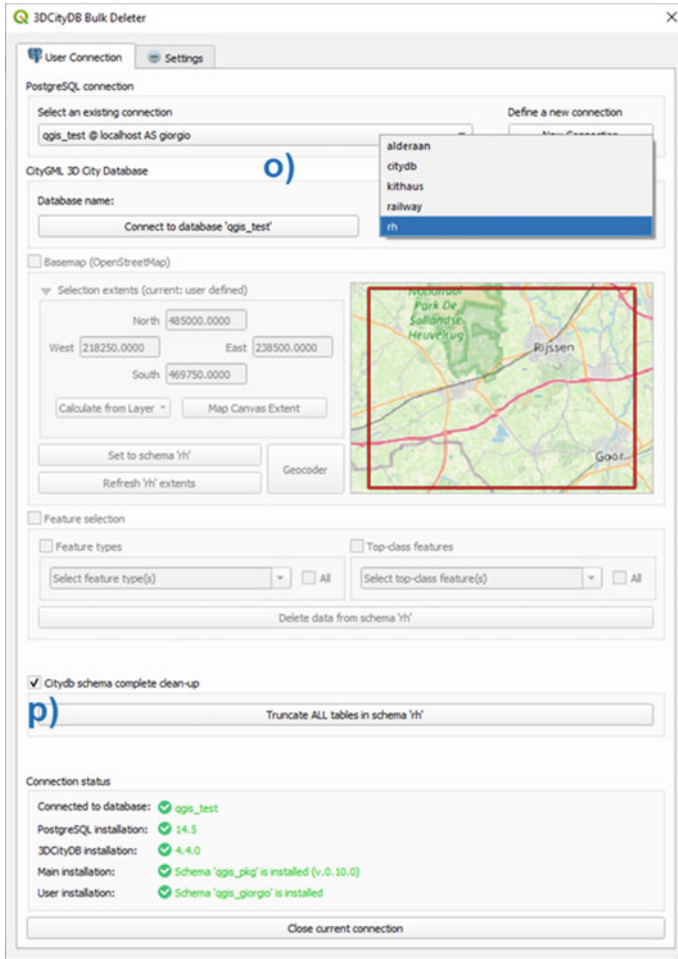 3DCityDB Bulk Deleter
User Connection Settings
PostgreSQL connection
Select an existing connection Define a new connection
qgis_test @ localhost AS giorgio New Connection
o)
alderaan
citydb
kithaus
railway
rh
CityGML 3D City Database
Database name:
Connect to database 'qgis_test'
Basemap (OpenStreetMap)
Selection extents (current: user defined)
North 485000.0000
West 218250.0000 East 238500.0000
South 469750.0000
Calculate from Layer Map Canvas Extent
Set to schema 'rh'
Refresh 'rh' extents
Geocoder
Nationaal
Park De
Sallandse
Heuvelrug
Rijssen
Goor
Feature selection
Feature types Top-class features
Select feature type(s) All Select top-class feature(s) All
Delete data from schema 'rh'
Citydb schema complete clean-up
p)
Truncate ALL tables in schema 'rh'
Connection status
Connected to database: qgis_test
PostgreSQL installation: 14.5
3DCityDB installation: 4.4.0
Main installation: Schema 'qgis_pkg' is installed (v.0.10.0)
User installation: Schema 'qgis_giorgio' is installed
Close current connection